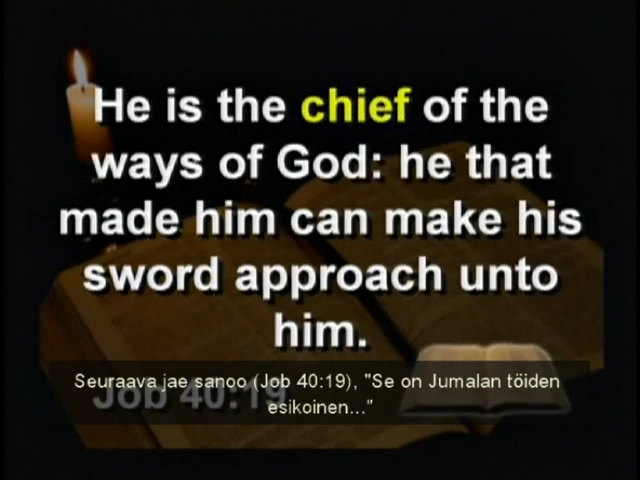 He is the chief of the
ways of God: he that
made him can make his
sword approach unto
him.
Job 40:19
Seuraava jae sanoo (Job 40:19), "Se on Jumalan töiden
esikoinen..."